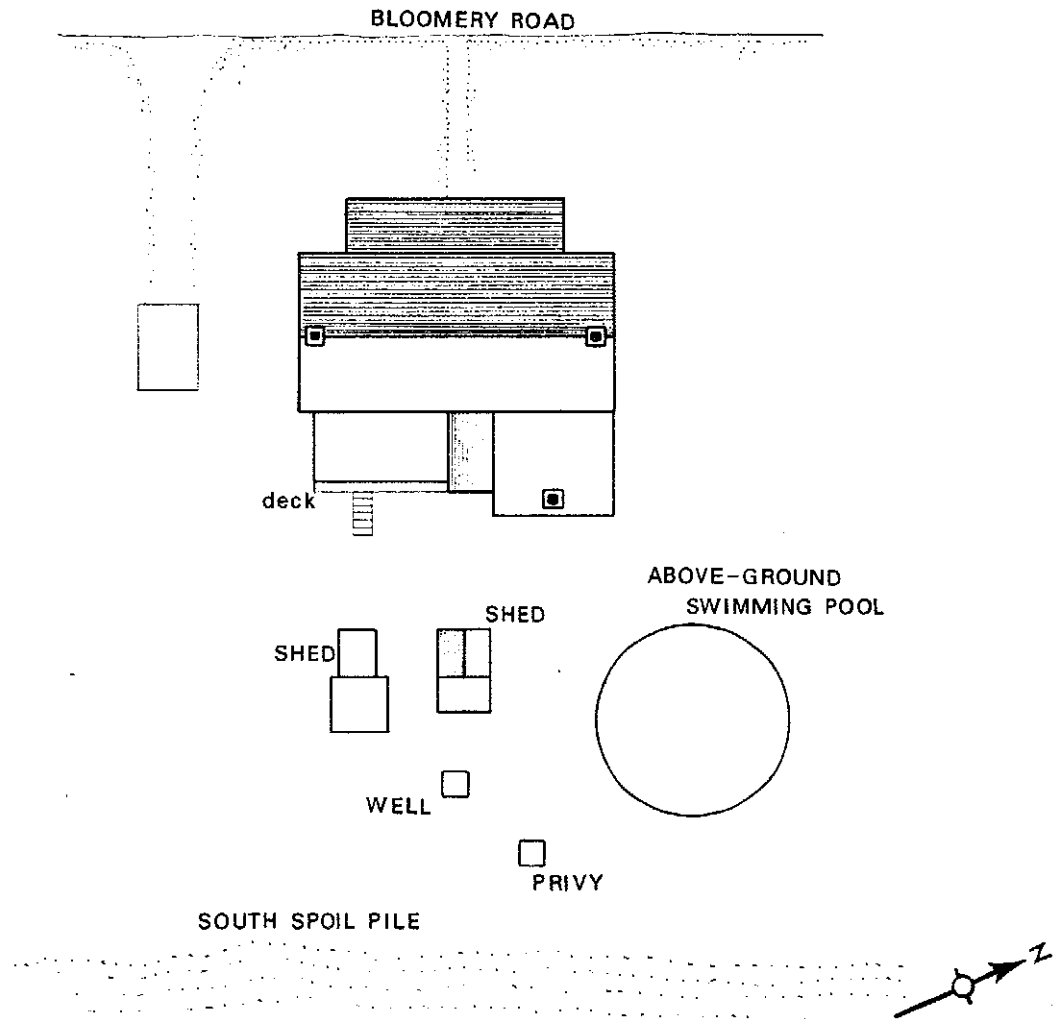 BLOOMERY ROAD
deck
ABOVE-GROUND
SWIMMING POOL
SHED
SHED
WELL
PRIVY
SOUTH SPOIL PILE
N